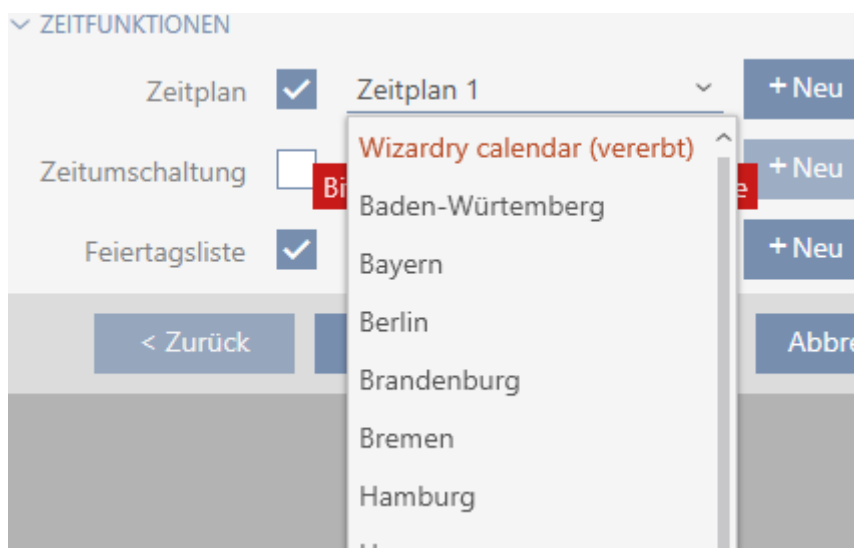 ZEITFUNKTIONEN
Zeitplan Zeitplan 1 + Neu
Wizardry calendar (vererbt)
Zeitumschaltung + Neu
Baden-Würtemberg
Feiertagsliste + Neu
Bayern
Berlin
< Zurück
Brandenburg
Bremen
Hamburg